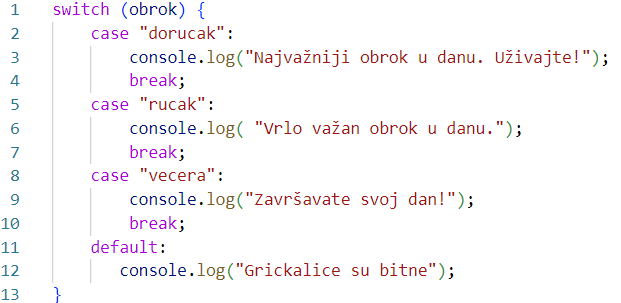 1 switch (obrok) {
2 case "dorucak":
3 console.log("Najvažniji obrok u danu. Uživajte!");
4 break;
5 case "rucak":
6 console.log( "Vrlo važan obrok u danu.");
7 break;
8 case "vecera":
9 console.log("Završavate svoj dan!");
10 break;
11 default:
12 console.log("Grickalice su bitne");
13 }